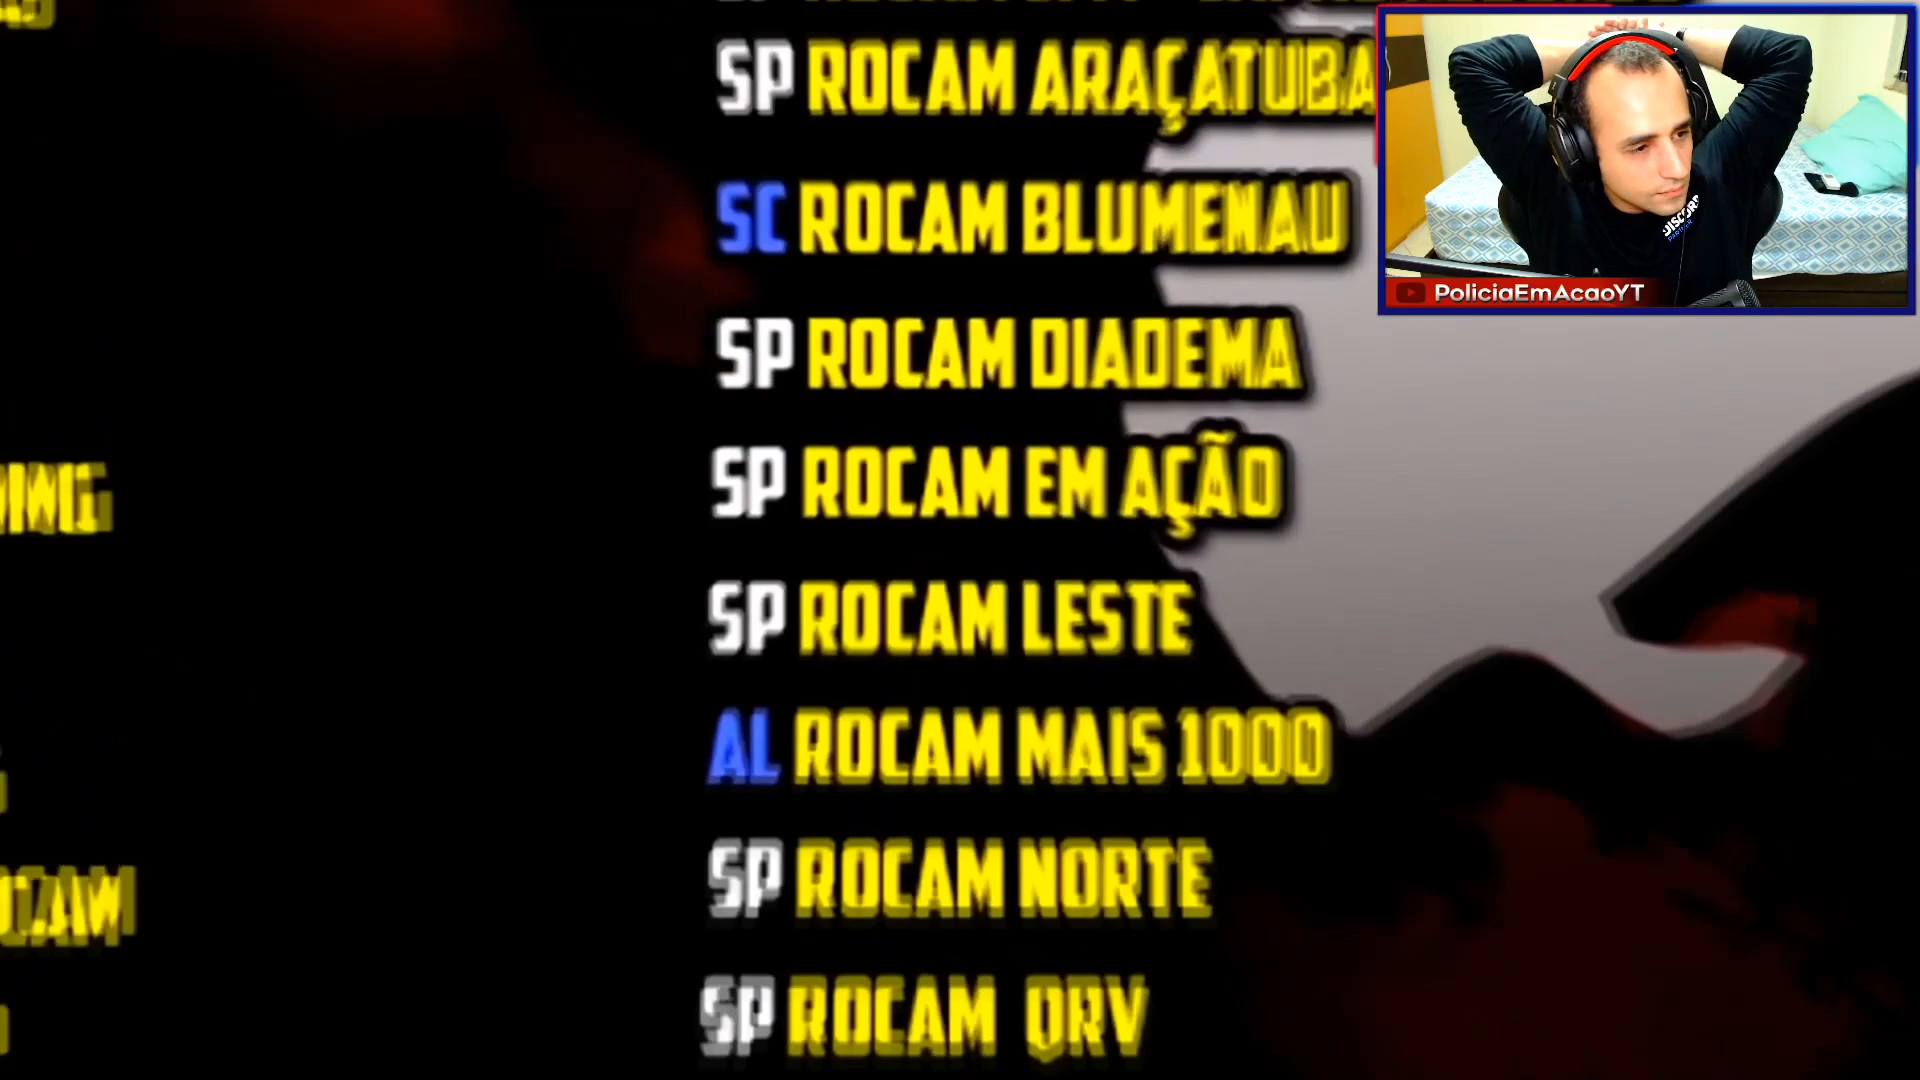 SP ROCAM ARAÇATUBA
SC ROCAM BLUMENAU
SP ROCAM DIADEMA
SP ROCAM EM AÇÃO
SP ROCAM LESTE
AL ROCAM MAIS 1000
SP ROCAM NORTE
SP ROCAM QRV
PoliciaEmAcaoYT
DISCORD